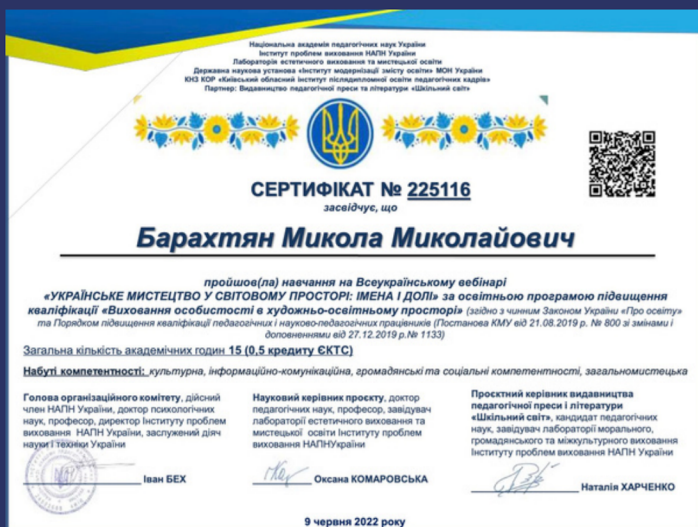 Національна академія педагогічних наук України
Інститут проблем виховання НАПН України
Лабораторія естетичного виховання та мистецької освіти
Державна наукова установа «Інститут модернізації змісту освіти» МОН України
КНЗ КОР «Київський обласний інститут післядипломної освіти педагогічних кадрів»
Партнер: Видавництво педагогічної преси та літератури «Шкільний світ»
СЕРТИФІКАТ № 225116
засвідчує, що
Барахтян Микола Миколайович
пройшов(ла) навчання на Всеукраїнському вебінарі
«УКРАЇНСЬКЕ МИСТЕЦТВО У СВІТОВОМУ ПРОСТОРІ: ІМЕНА І ДОЛІ» за освітньою програмою підвищення
кваліфікації «Виховання особистості в художньо-освітньому просторі» (згідно з чинним Законом України «Про освіту»
та Порядком підвищення кваліфікації педагогічних і науково-педагогічних працівників (Постанова КМУ від 21.08.2019 р. № 800 зі змінами і
доповненнями від 27.12.2019 р.№ 1133)
Загальна кількість академічних годин 15 (0,5 кредиту ЄКТС)
Набуті компетентності: культурна, інформаційно-комунікаційна, громадянські та соціальні компетентності, загальномистецька
Голова організаційного комітету, дійсний
член НАПН України, доктор психологічних
наук, професор, директор Інституту проблем
виховання НАПН України, заслужений діяч
науки і техніки України
Іван БЕХ
Науковий керівник проєкту, доктор
педагогічних наук, професор, завідувач
лабораторії естетичного виховання та
мистецької освіти Інституту проблем
виховання НАПНУкраїни
Оксана КОМАРОВСЬКА
Проєктний керівник видавництва
педагогічної преси і літератури
«Шкільний світ», кандидат педагогічних
наук, завідувач лабораторії морального,
громадянського та міжкультурного виховання
Інституту проблем виховання НАПН України
Наталія ХАРЧЕНКО
9 червня 2022 року